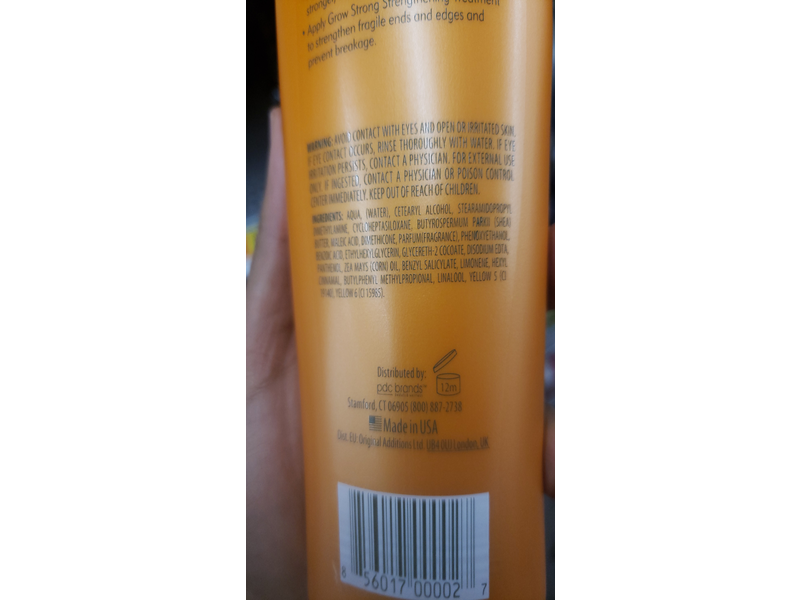 strongest,
• Apply Grow Strong Strengthening Treatment
to strengthen fragile ends and edges and
prevent breakage.
WARNING: AVOID CONTACT WITH EYES AND OPEN OR IRRITATED SKIN.
IF EYE CONTACT OCCURS, RINSE THOROUGHLY WITH WATER. IF EYE
IRRITATION PERSISTS, CONTACT A PHYSICIAN. FOR EXTERNAL USE
ONLY. IF INGESTED, CONTACT A PHYSICIAN OR POISON CONTROL
CENTER IMMEDIATELY. KEEP OUT OF REACH OF CHILDREN.
INGREDIENTS: AQUA, (WATER), CETEARYL ALCOHOL, STEARAMIDOPROPYL
DIMETHYLAMINE, CYCLOHEPTASILOXANE, BUTYROSPERMUM PARKII (SHEA)
BUTTER, MALEIC ACID, DIMETHICONE, PARFUM(FRAGRANCE), PHENOXYETHANOL,
BENZOIC ACID, ETHYLHEXYLGLYCERIN, GLYCERETH-2 COCOATE, DISODIUM EDTA,
PANTHENOL, ZEA MAYS (CORN) OIL, BENZYL SALICYLATE, LIMONENE, HEXYL
CINNAMAL, BUTYLPHENYL METHYLPROPIONAL, LINALOOL, YELLOW 5 (CI
19140), YELLOW 6 (CI 15985).
Distributed by:
pdc brands™
12m
Stamford, CT 06905 (800) 887-2738
Made in USA
Dist. EU: Original Additions Ltd. UB4 0UJ London, UK
8 56017 00002 7